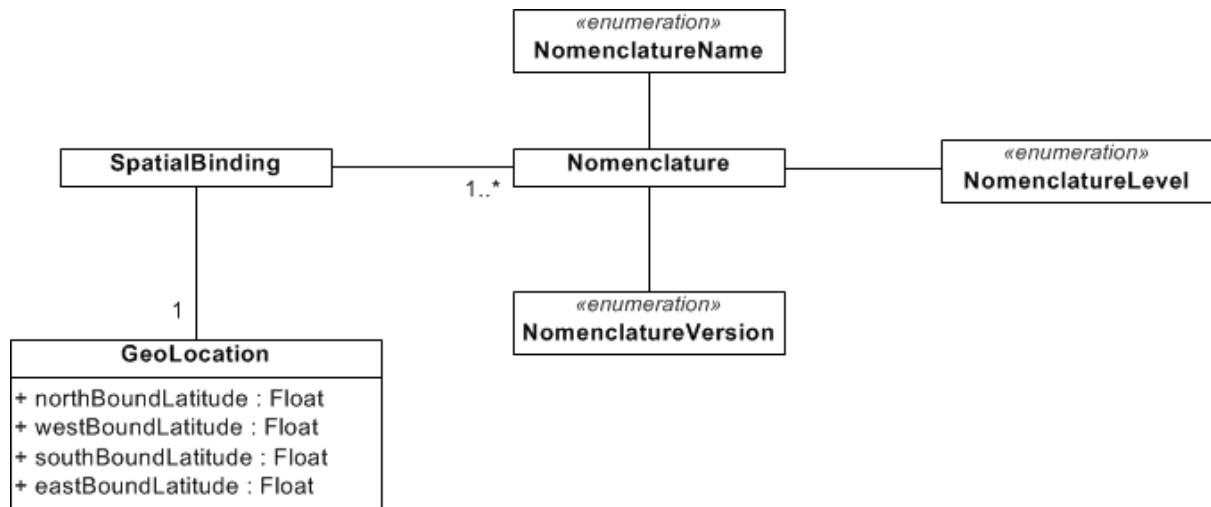 «enumeration»
NomenclatureName
SpatialBinding
Nomenclature
«enumeration»
NomenclatureLevel
1..*
«enumeration»
NomenclatureVersion
1
GeoLocation
+ northBoundLatitude : Float
+ westBoundLatitude : Float
+ southBoundLatitude : Float
+ eastBoundLatitude : Float